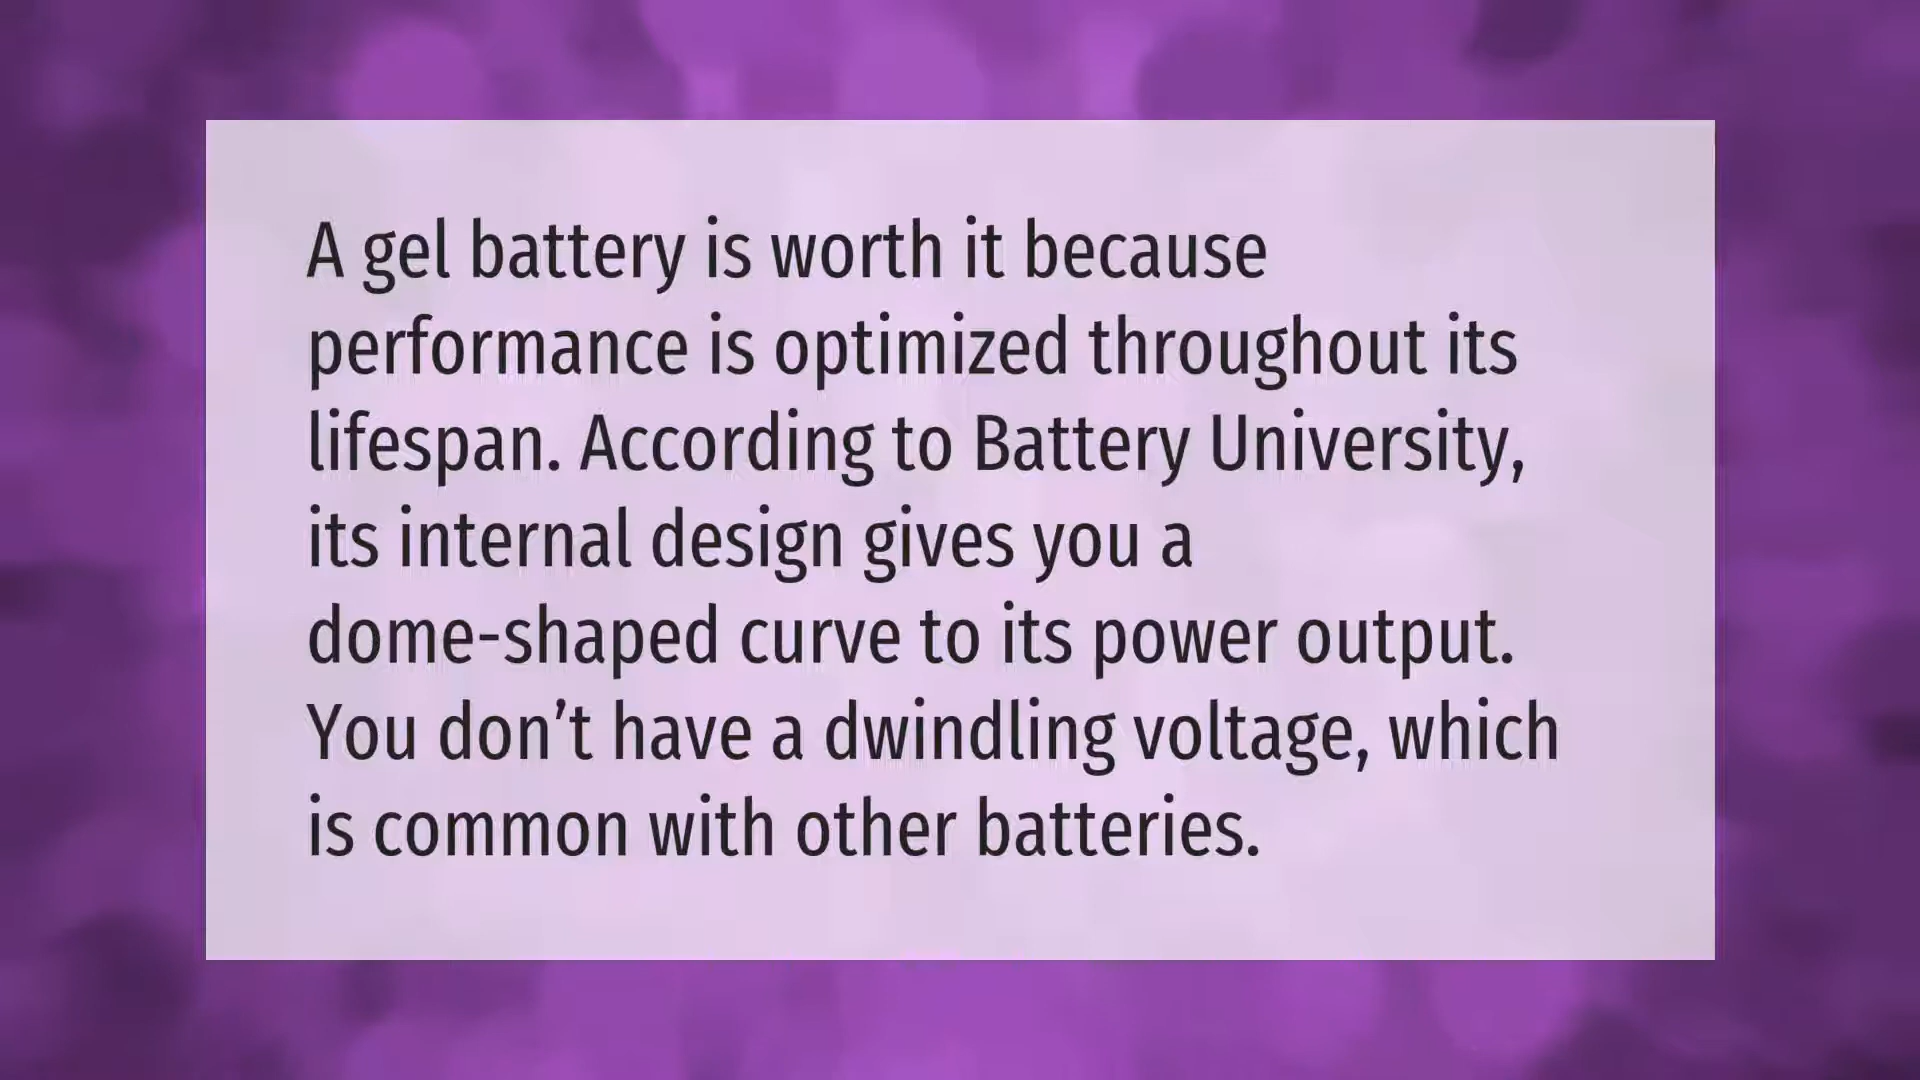 A gel battery is worth it because
performance is optimized throughout its
lifespan. According to Battery University,
its internal design gives you a
dome-shaped curve to its power output.
You don’t have a dwindling voltage, which
is common with other batteries.